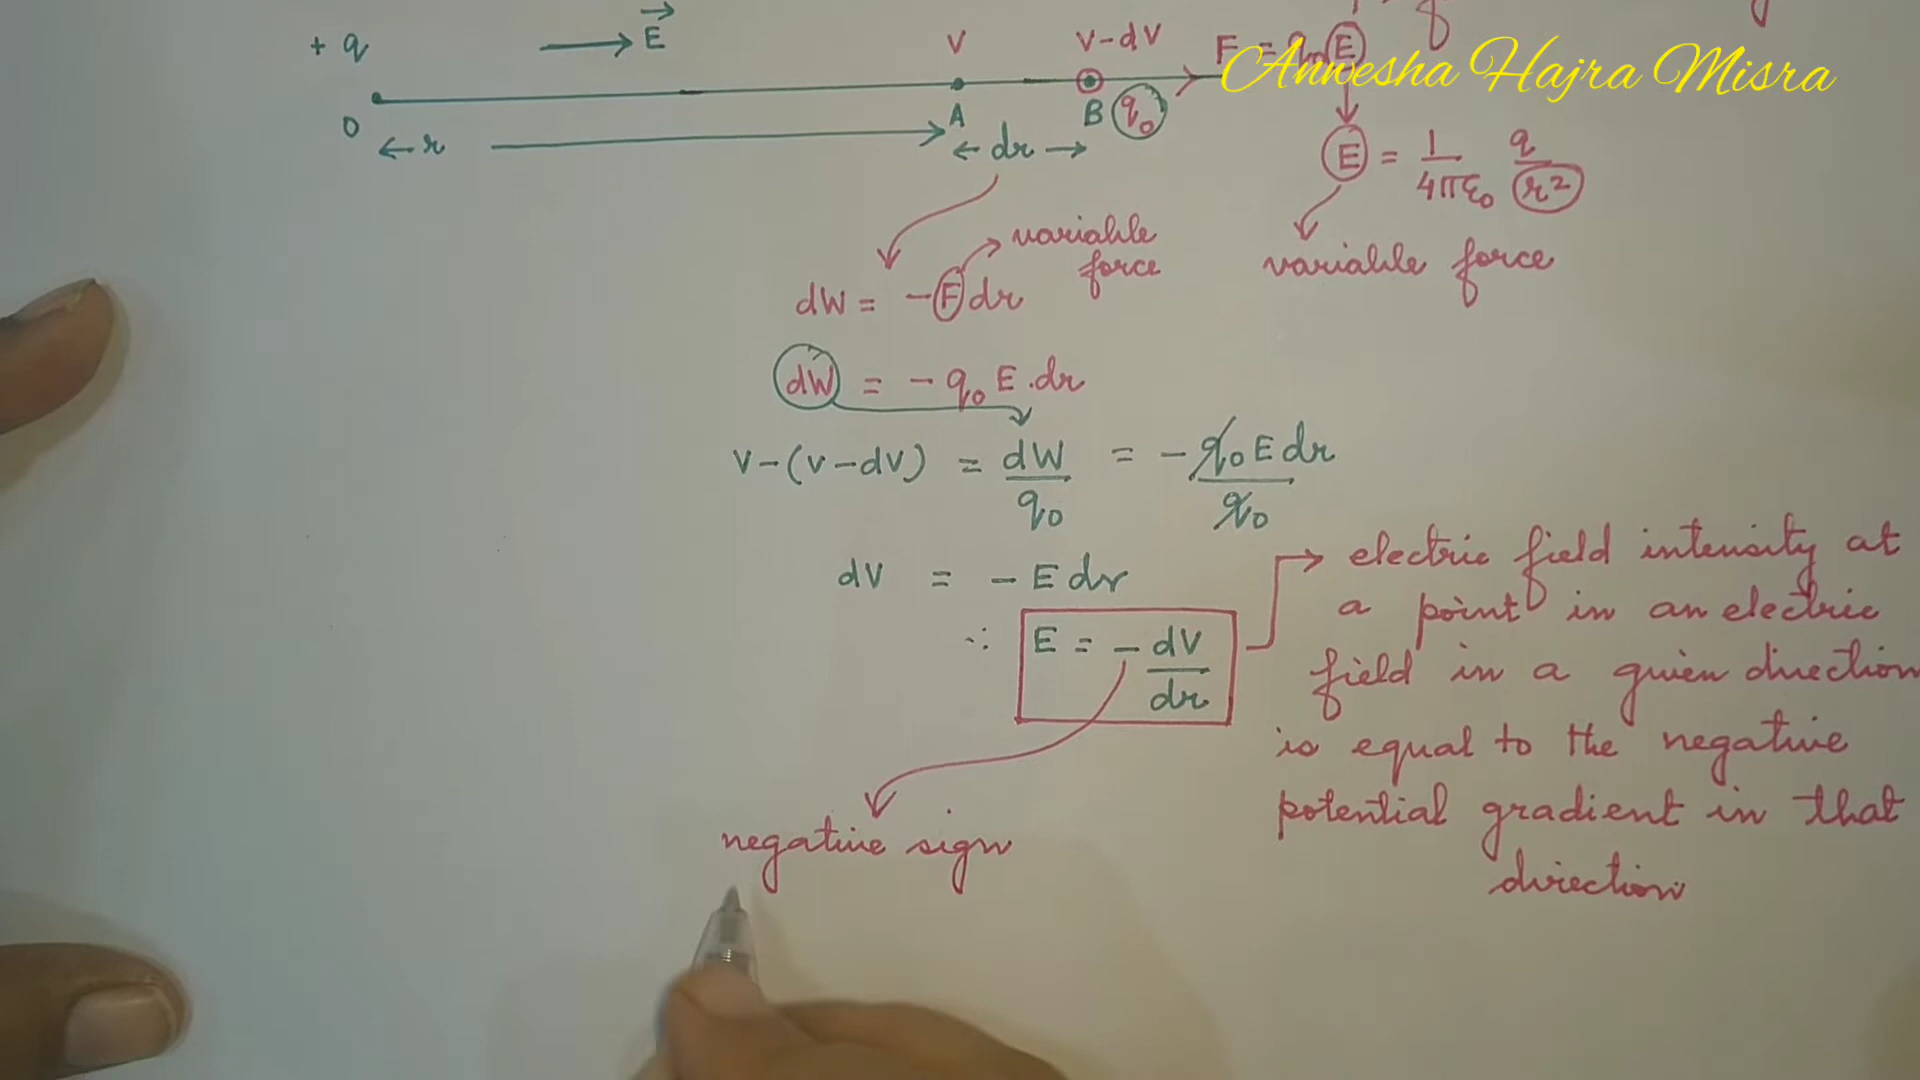 + q
E
V
V-dV
F = q₀E
Annesha Hajra Misra
O
← r →
A
← dr →
B
q₀
E = 1/4πε₀ q/r²
variable force
variable
force
dW = -F dr
dW = - q₀ E . dr
V-(V-dV) = dW/q₀ = - q₀ E dr/q₀
dV = - E dr
∴ E = - dV/dr
electric field intensity at
a point in an electric
field in a given direction
is equal to the negative
potential gradient in that
direction
negative sign